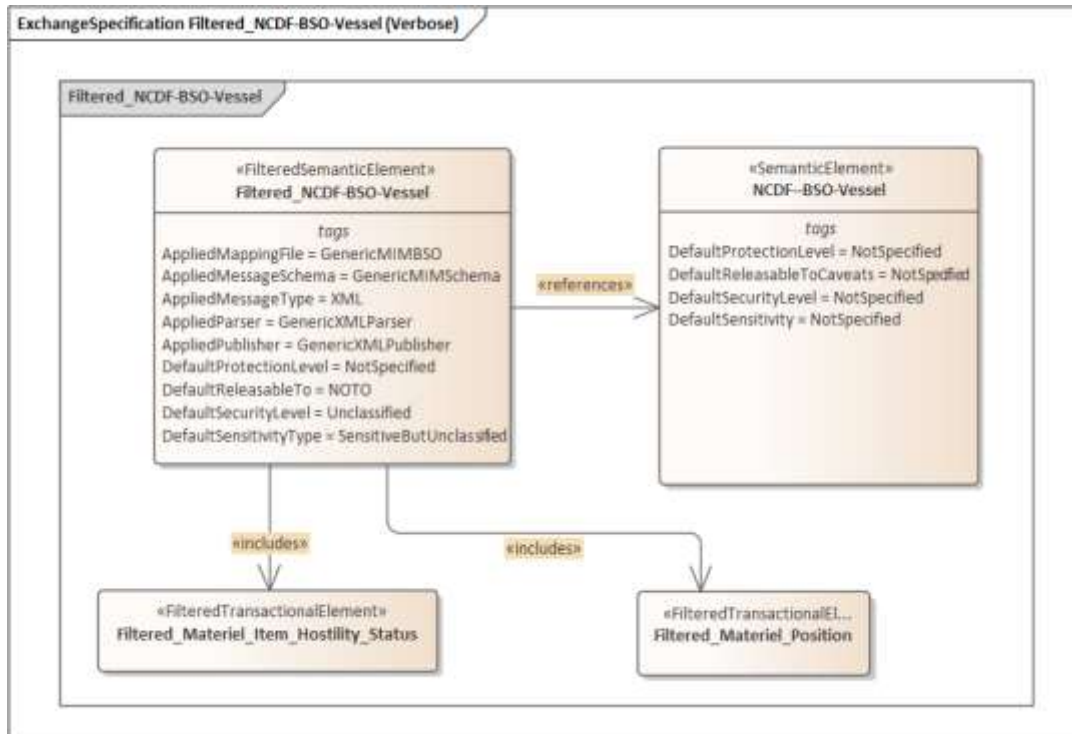 ExchangeSpecification Filtered_NCDF-BSO-Vessel (Verbose)
Filtered_NCDF-BSO-Vessel
«FilteredSemanticElement»
Filtered_NCDF-BSO-Vessel
tags
AppliedMappingFile = GenericMIMBSO
AppliedMessageSchema = GenericMIMSchema
AppliedMessageType = XML
AppliedParser = GenericXMLParser
AppliedPublisher = GenericXMLPublisher
DefaultProtectionLevel = NotSpecified
DefaultReleasableTo = NOTO
DefaultSecurityLevel = Unclassified
DefaultSensitivityType = SensitiveButUnclassified
«references»
«SemanticElement»
NCDF--BSO-Vessel
tags
DefaultProtectionLevel = NotSpecified
DefaultReleasableToCaveats = NotSpecified
DefaultSecurityLevel = NotSpecified
DefaultSensitivity = NotSpecified
«includes»
«includes»
«FilteredTransactionalElement»
Filtered_Materiel_Item_Hostility_Status
«FilteredTransactionalEl...
Filtered_Materiel_Position